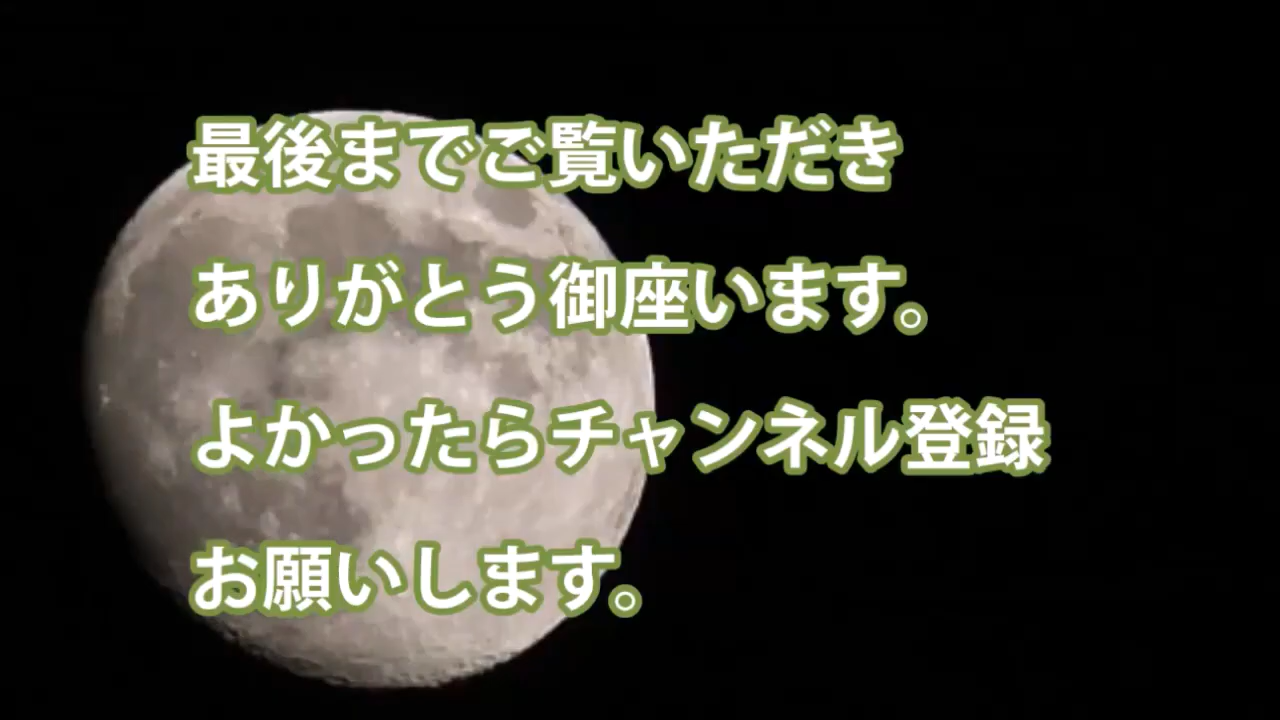 最後までご覧いただき
ありがとう御座います。
よかったらチャンネル登録
お願いします。